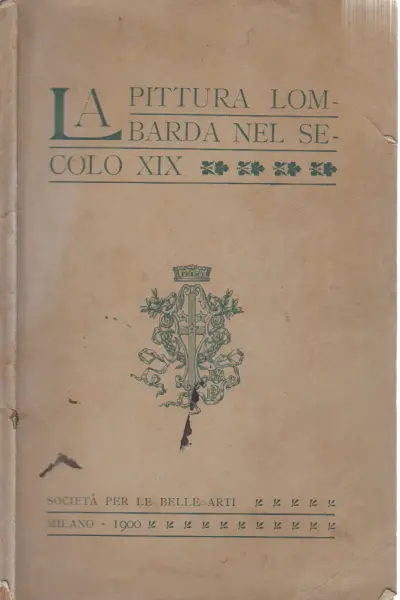 LA PITTURA LOM-
BARDA NEL SE-
COLO XIX
SOCIETÀ PER LE BELLE ARTI
MILANO - 1900